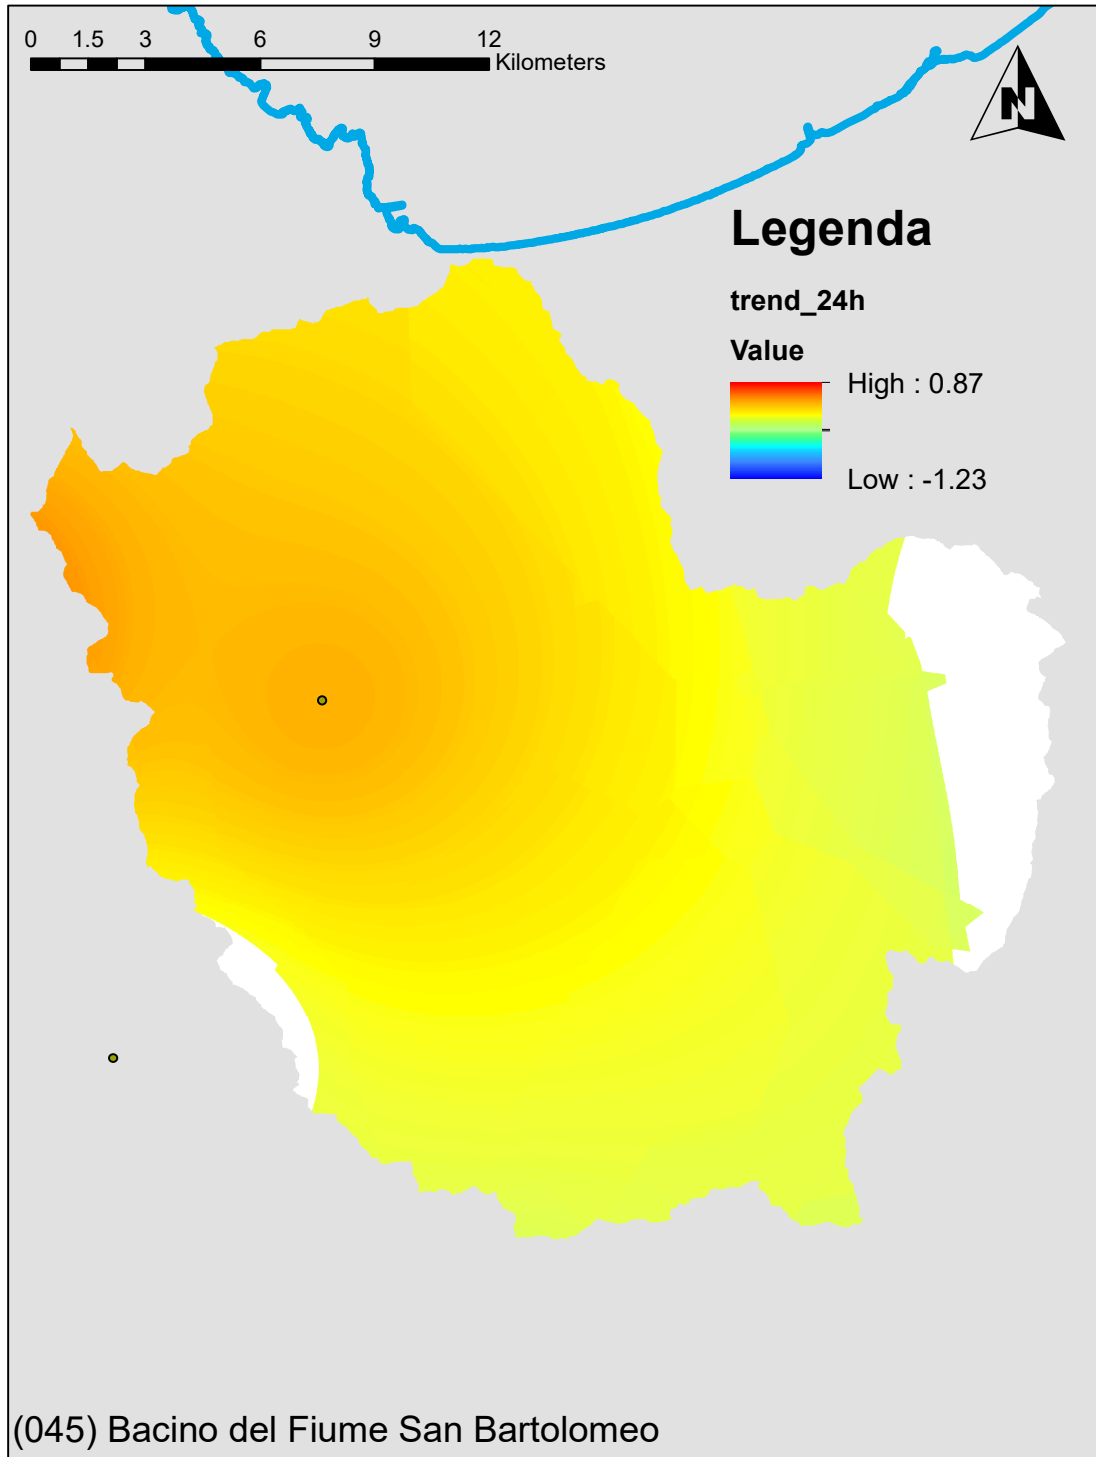 0 1.5 3 6 9 12
Kilometers
N
Legenda
trend_24h
Value
High : 0.87
Low : -1.23
(045) Bacino del Fiume San Bartolomeo